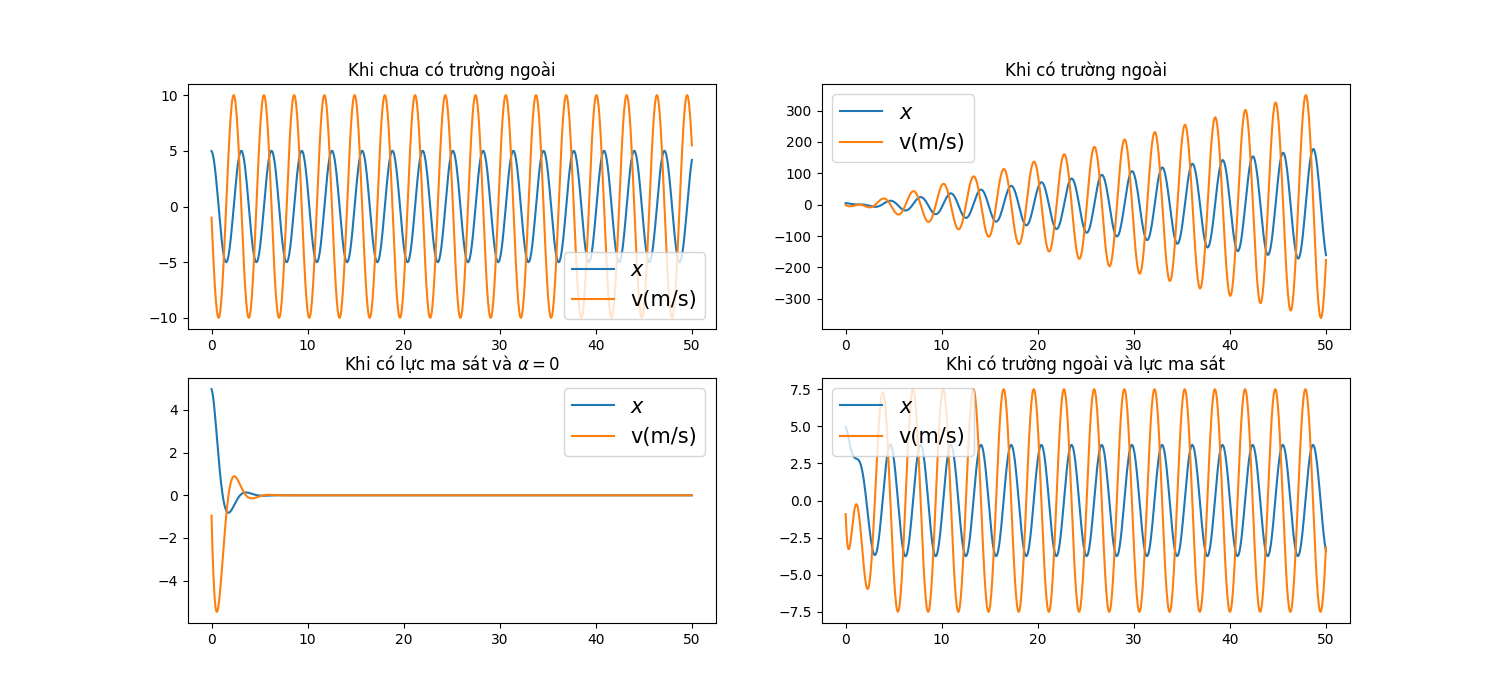 Khi chưa có trường ngoài
10
5
0
−5
−10
x
v(m/s)
0 10 20 30 40 50
Khi có trường ngoài
300
200
100
0
−100
−200
−300
x
v(m/s)
0 10 20 30 40 50
Khi có lực ma sát và α = 0
4
2
0
−2
−4
x
v(m/s)
0 10 20 30 40 50
Khi có trường ngoài và lực ma sát
7.5
5.0
2.5
0.0
−2.5
−5.0
−7.5
x
v(m/s)
0 10 20 30 40 50